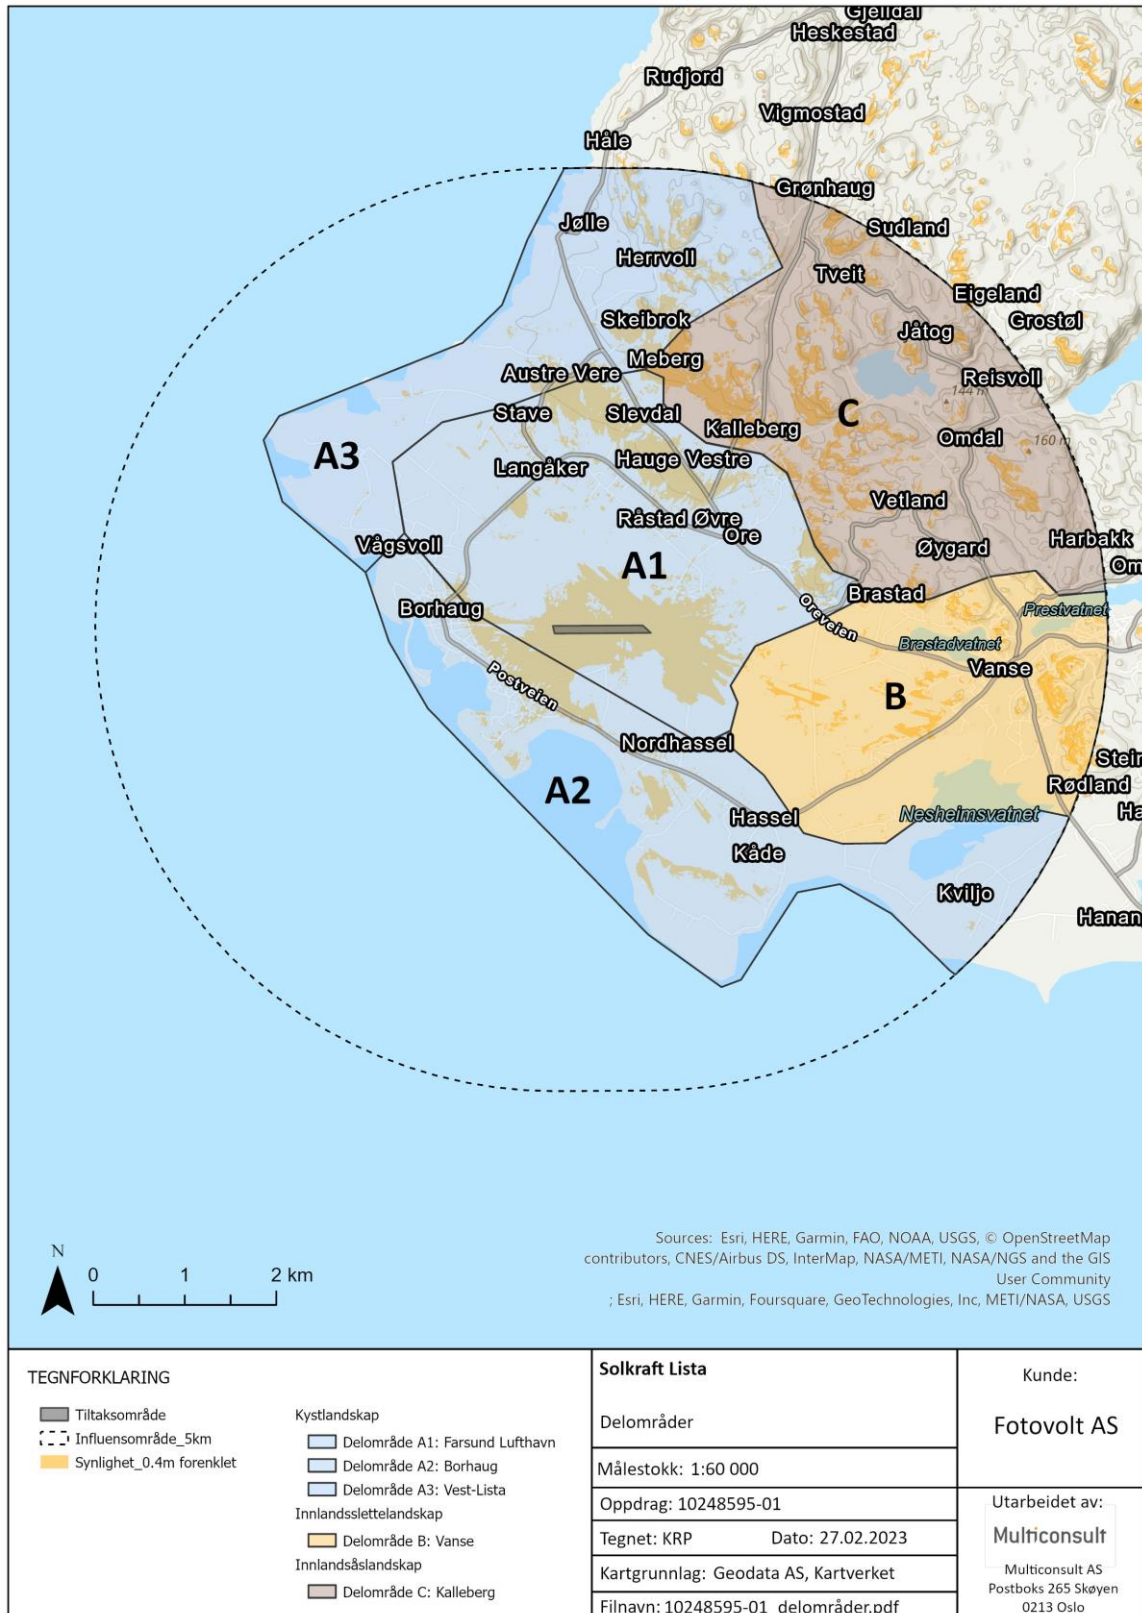 Gjelldal
Heskestad
Rudjord
Vigmostad
Håle
Grønhaug
Jølle
Sudland
Herrvoll
Tveit
Eigeland
Skeibrok
Jåtog
Grostøl
Meberg
Austre Vere
Reisvoll
144 m
Stave
Slevdal
C
Kalleberg
Omdal
160 m
A3
Langåker
Hauge Vestre
Vetland
Råstad Øvre
Ore
Vågsvoll
Øygard
Harbakk
A1
Om
Borhaug
Brastad
Oreveien
Prestvatnet
Brastadvatnet
Vanse
Postveien
B
Nordhassel
Stein
A2
Rødland
Hassel
Nesheimsvatnet
Ha
Kåde
Kviljo
Hanan
Sources: Esri, HERE, Garmin, FAO, NOAA, USGS, © OpenStreetMap
contributors, CNES/Airbus DS, InterMap, NASA/METI, NASA/NGS and the GIS
User Community
; Esri, HERE, Garmin, Foursquare, GeoTechnologies, Inc, METI/NASA, USGS
N
0 1 2 km
TEGNFORKLARING
Tiltaksområde
Influensområde_5km
Synlighet_0.4m forenklet
Kystlandskap
Delområde A1: Farsund Lufthavn
Delområde A2: Borhaug
Delområde A3: Vest-Lista
Innlandsslettelandskap
Delområde B: Vanse
Innlandsåslandskap
Delområde C: Kalleberg
Solkraft Lista
Delområder
Målestokk: 1:60 000
Oppdrag: 10248595-01
Tegnet: KRP Dato: 27.02.2023
Kartgrunnlag: Geodata AS, Kartverket
Filnavn: 10248595-01_delområder.pdf
Kunde:
Fotovolt AS
Utarbeidet av:
Multiconsult
Multiconsult AS
Postboks 265 Skøyen
0213 Oslo